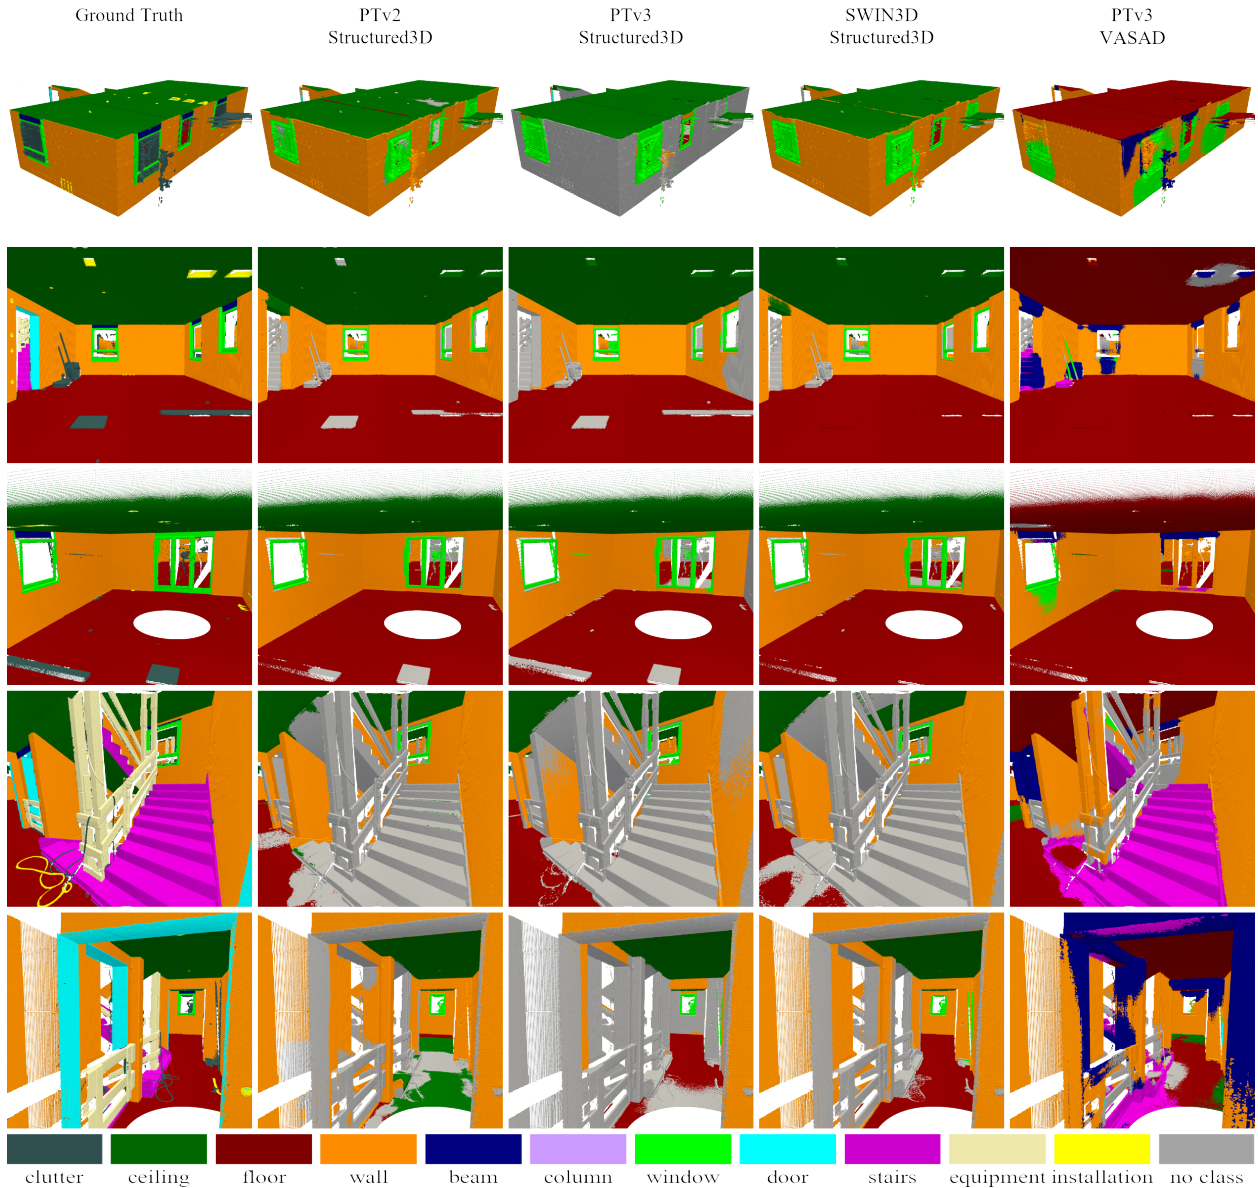 Ground Truth
PTv2
Structured3D
PTv3
Structured3D
SWIN3D
Structured3D
PTv3
VASAD
clutter ceiling floor wall beam column window door stairs equipment installation no class